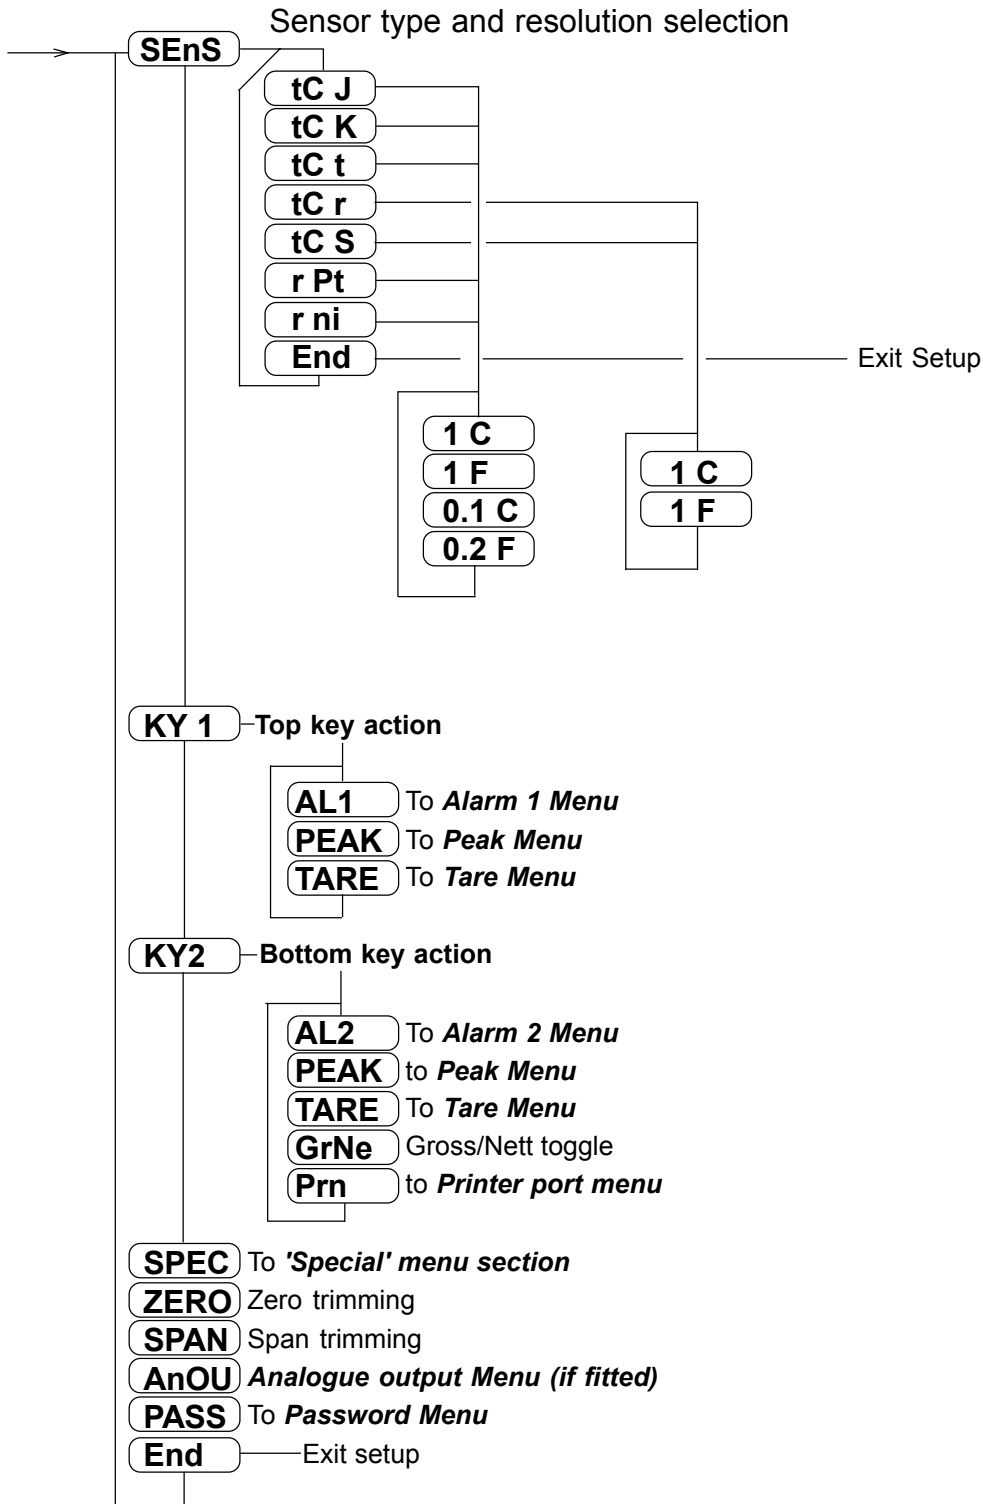 Sensor type and resolution selection
SEnS
tC J
tC K
tC t
tC r
tC S
r Pt
r ni
End Exit Setup
1 C
1 F
0.1 C
0.2 F
1 C
1 F
KY 1 Top key action
AL1 To Alarm 1 Menu
PEAK To Peak Menu
TARE To Tare Menu
KY2 Bottom key action
AL2 To Alarm 2 Menu
PEAK to Peak Menu
TARE To Tare Menu
GrNe Gross/Nett toggle
Prn to Printer port menu
SPEC To 'Special' menu section
ZERO Zero trimming
SPAN Span trimming
AnOU Analogue output Menu (if fitted)
PASS To Password Menu
End Exit setup